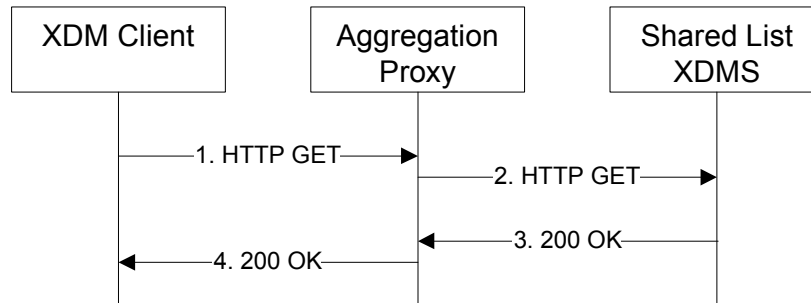 XDM Client
Aggregation
Proxy
Shared List
XDMS
1. HTTP GET
2. HTTP GET
3. 200 OK
4. 200 OK